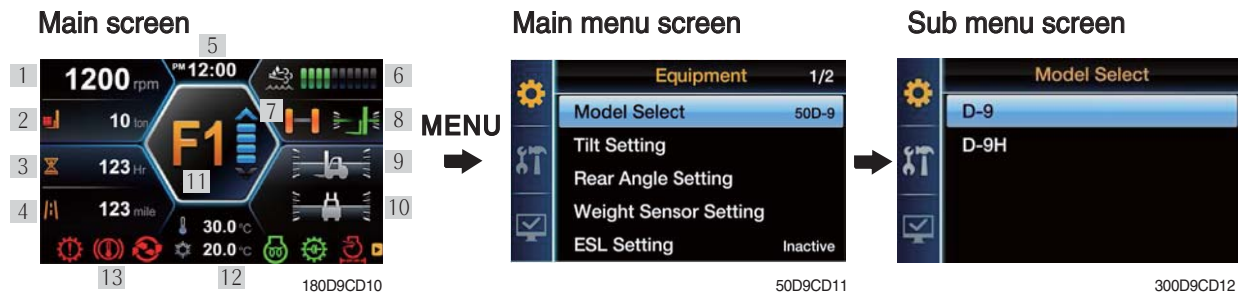 Main screen
Main menu screen
Sub menu screen
5
1
1200 rpm
PM 12:00
6
2
10 ton
7
8
3
123 Hr
F1
11
9
4
123 mile
10
30.0 °C
20.0 °C
13
12
180D9CD10
MENU
Equipment 1/2
Model Select 50D-9
Tilt Setting
Rear Angle Setting
Weight Sensor Setting
ESL Setting Inactive
50D9CD11
Model Select
D-9
D-9H
300D9CD12